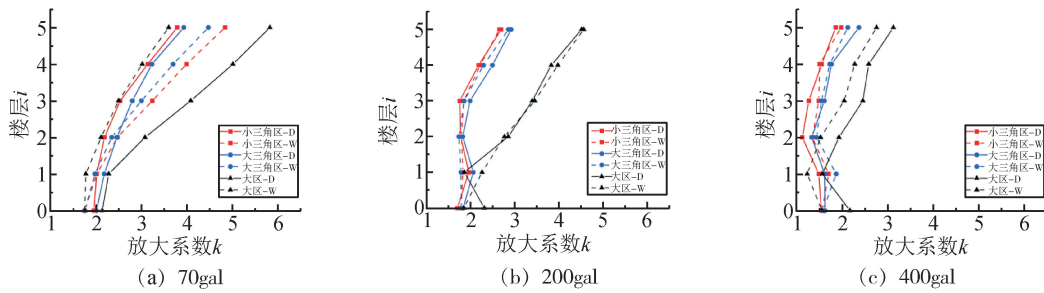 5
4
3
2
1
0
楼层i
小三角区-D
小三角区-W
大三角区-D
大三角区-W
大区-D
大区-W
1 2 3 4 5 6
放大系数k
(a) 70gal
5
4
3
2
1
0
楼层i
小三角区-D
小三角区-W
大三角区-D
大三角区-W
大区-D
大区-W
1 2 3 4 5 6
放大系数k
(b) 200gal
5
4
3
2
1
0
楼层i
小三角区-D
小三角区-W
大三角区-D
大三角区-W
大区-D
大区-W
1 2 3 4 5 6
放大系数k
(c) 400gal